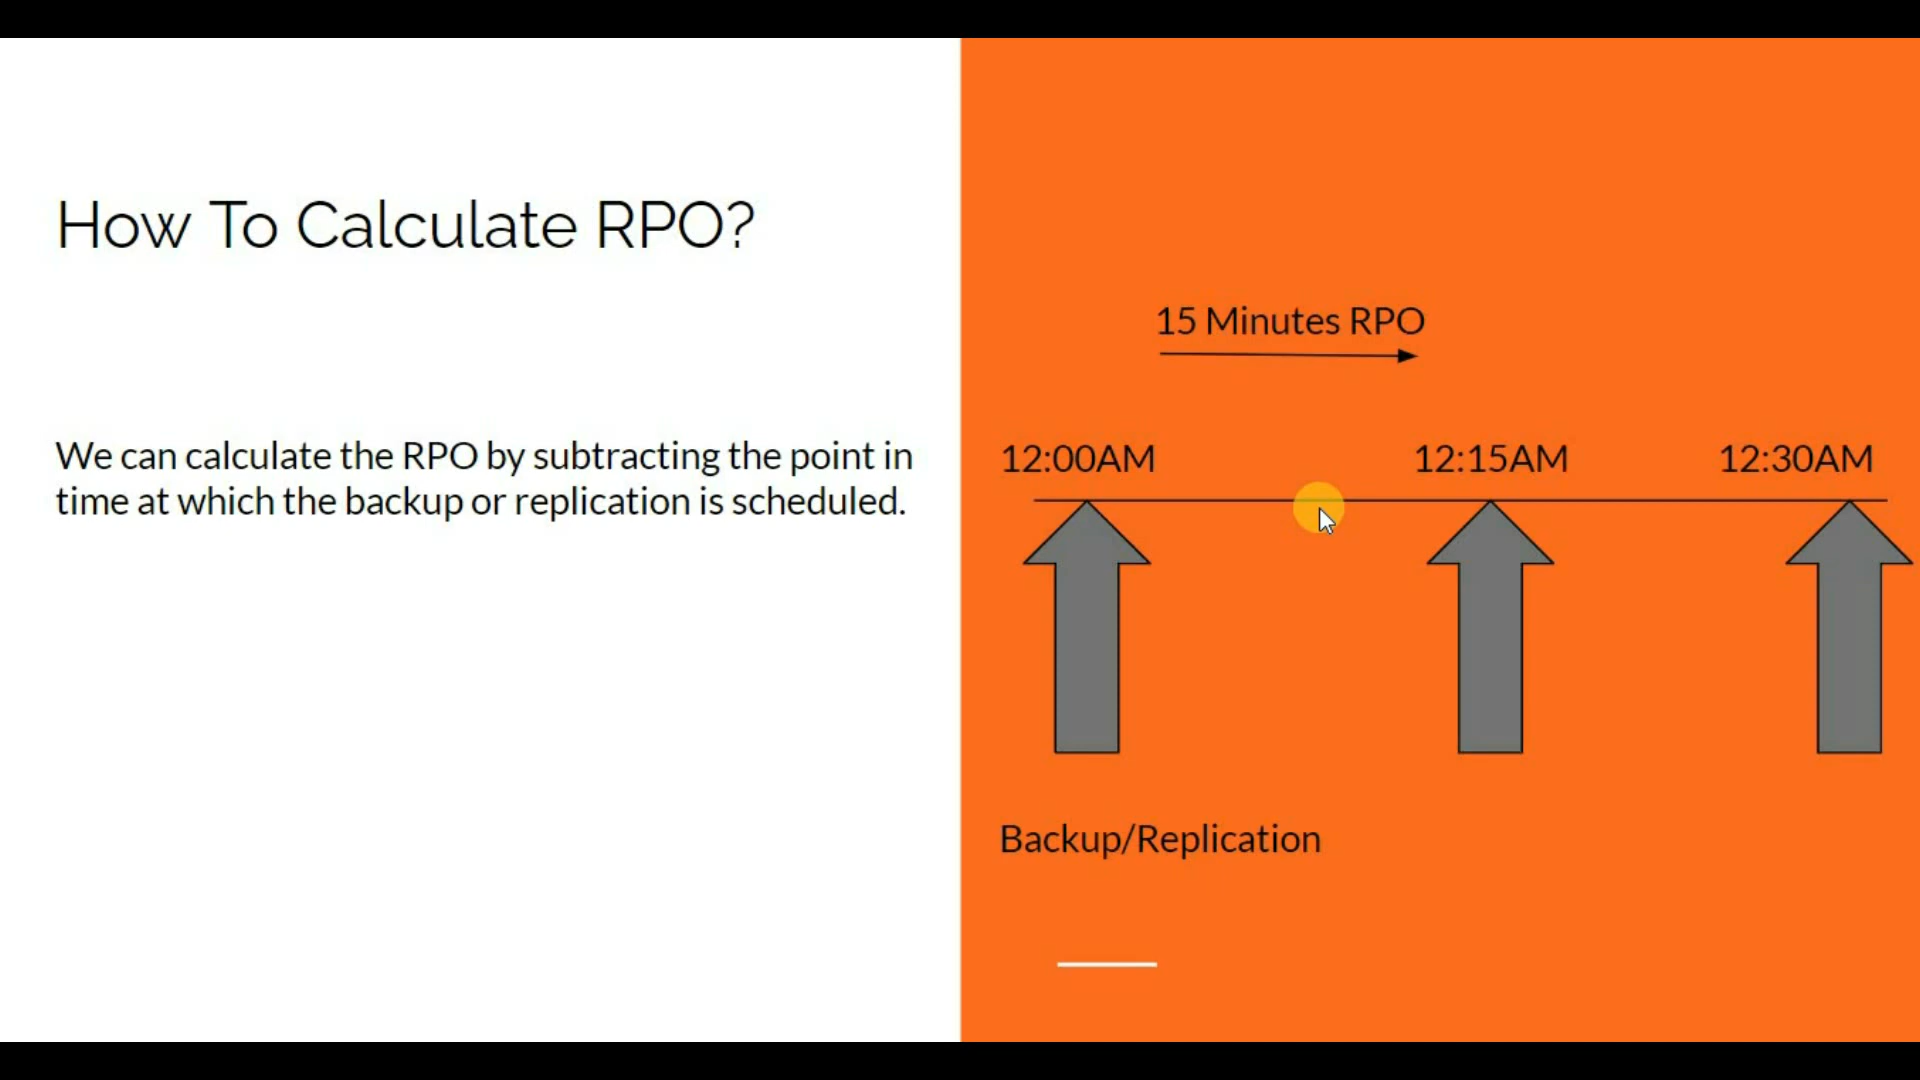 How To Calculate RPO?
We can calculate the RPO by subtracting the point in
time at which the backup or replication is scheduled.
15 Minutes RPO
12:00AM 12:15AM 12:30AM
Backup/Replication